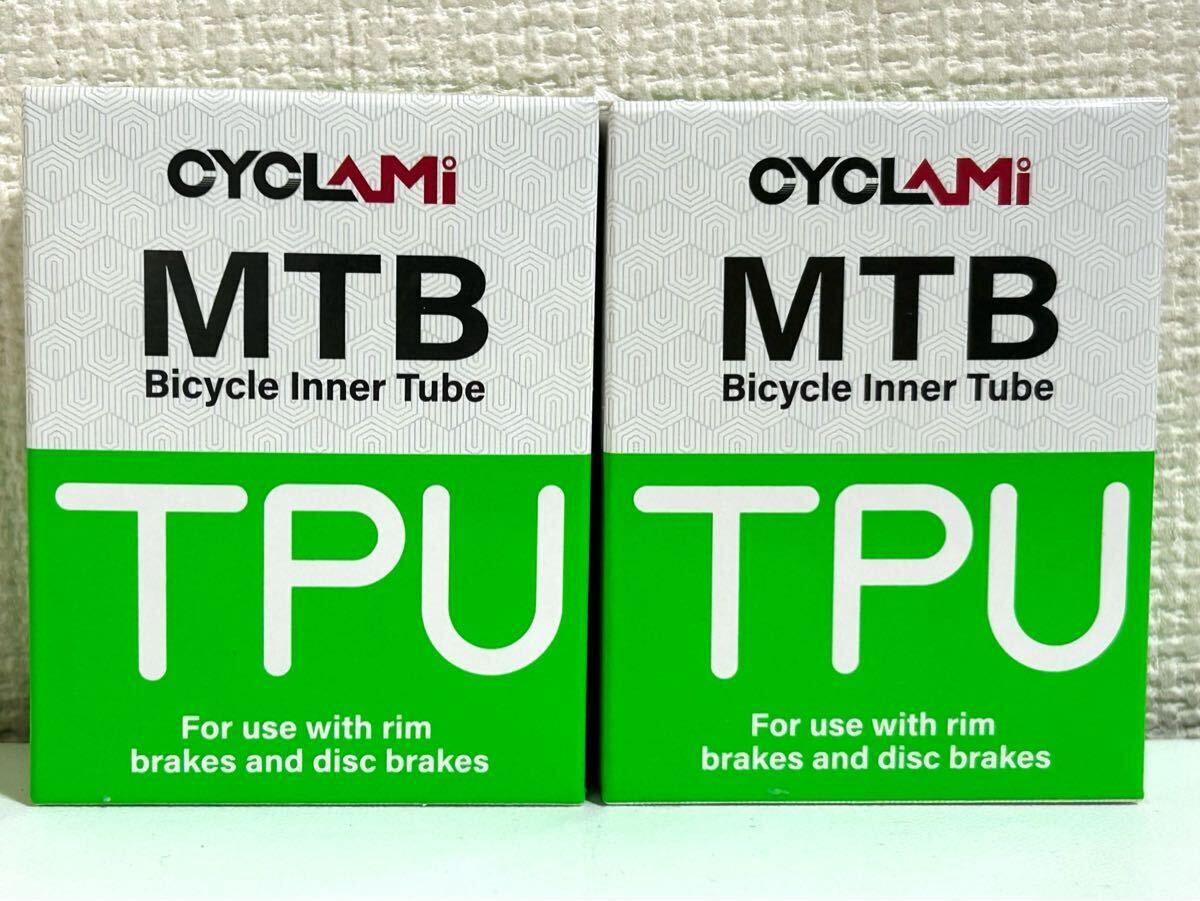 CYCLAMi
MTB
Bicycle Inner Tube
TPU
For use with rim
brakes and disc brakes
CYCLAMi
MTB
Bicycle Inner Tube
TPU
For use with rim
brakes and disc brakes